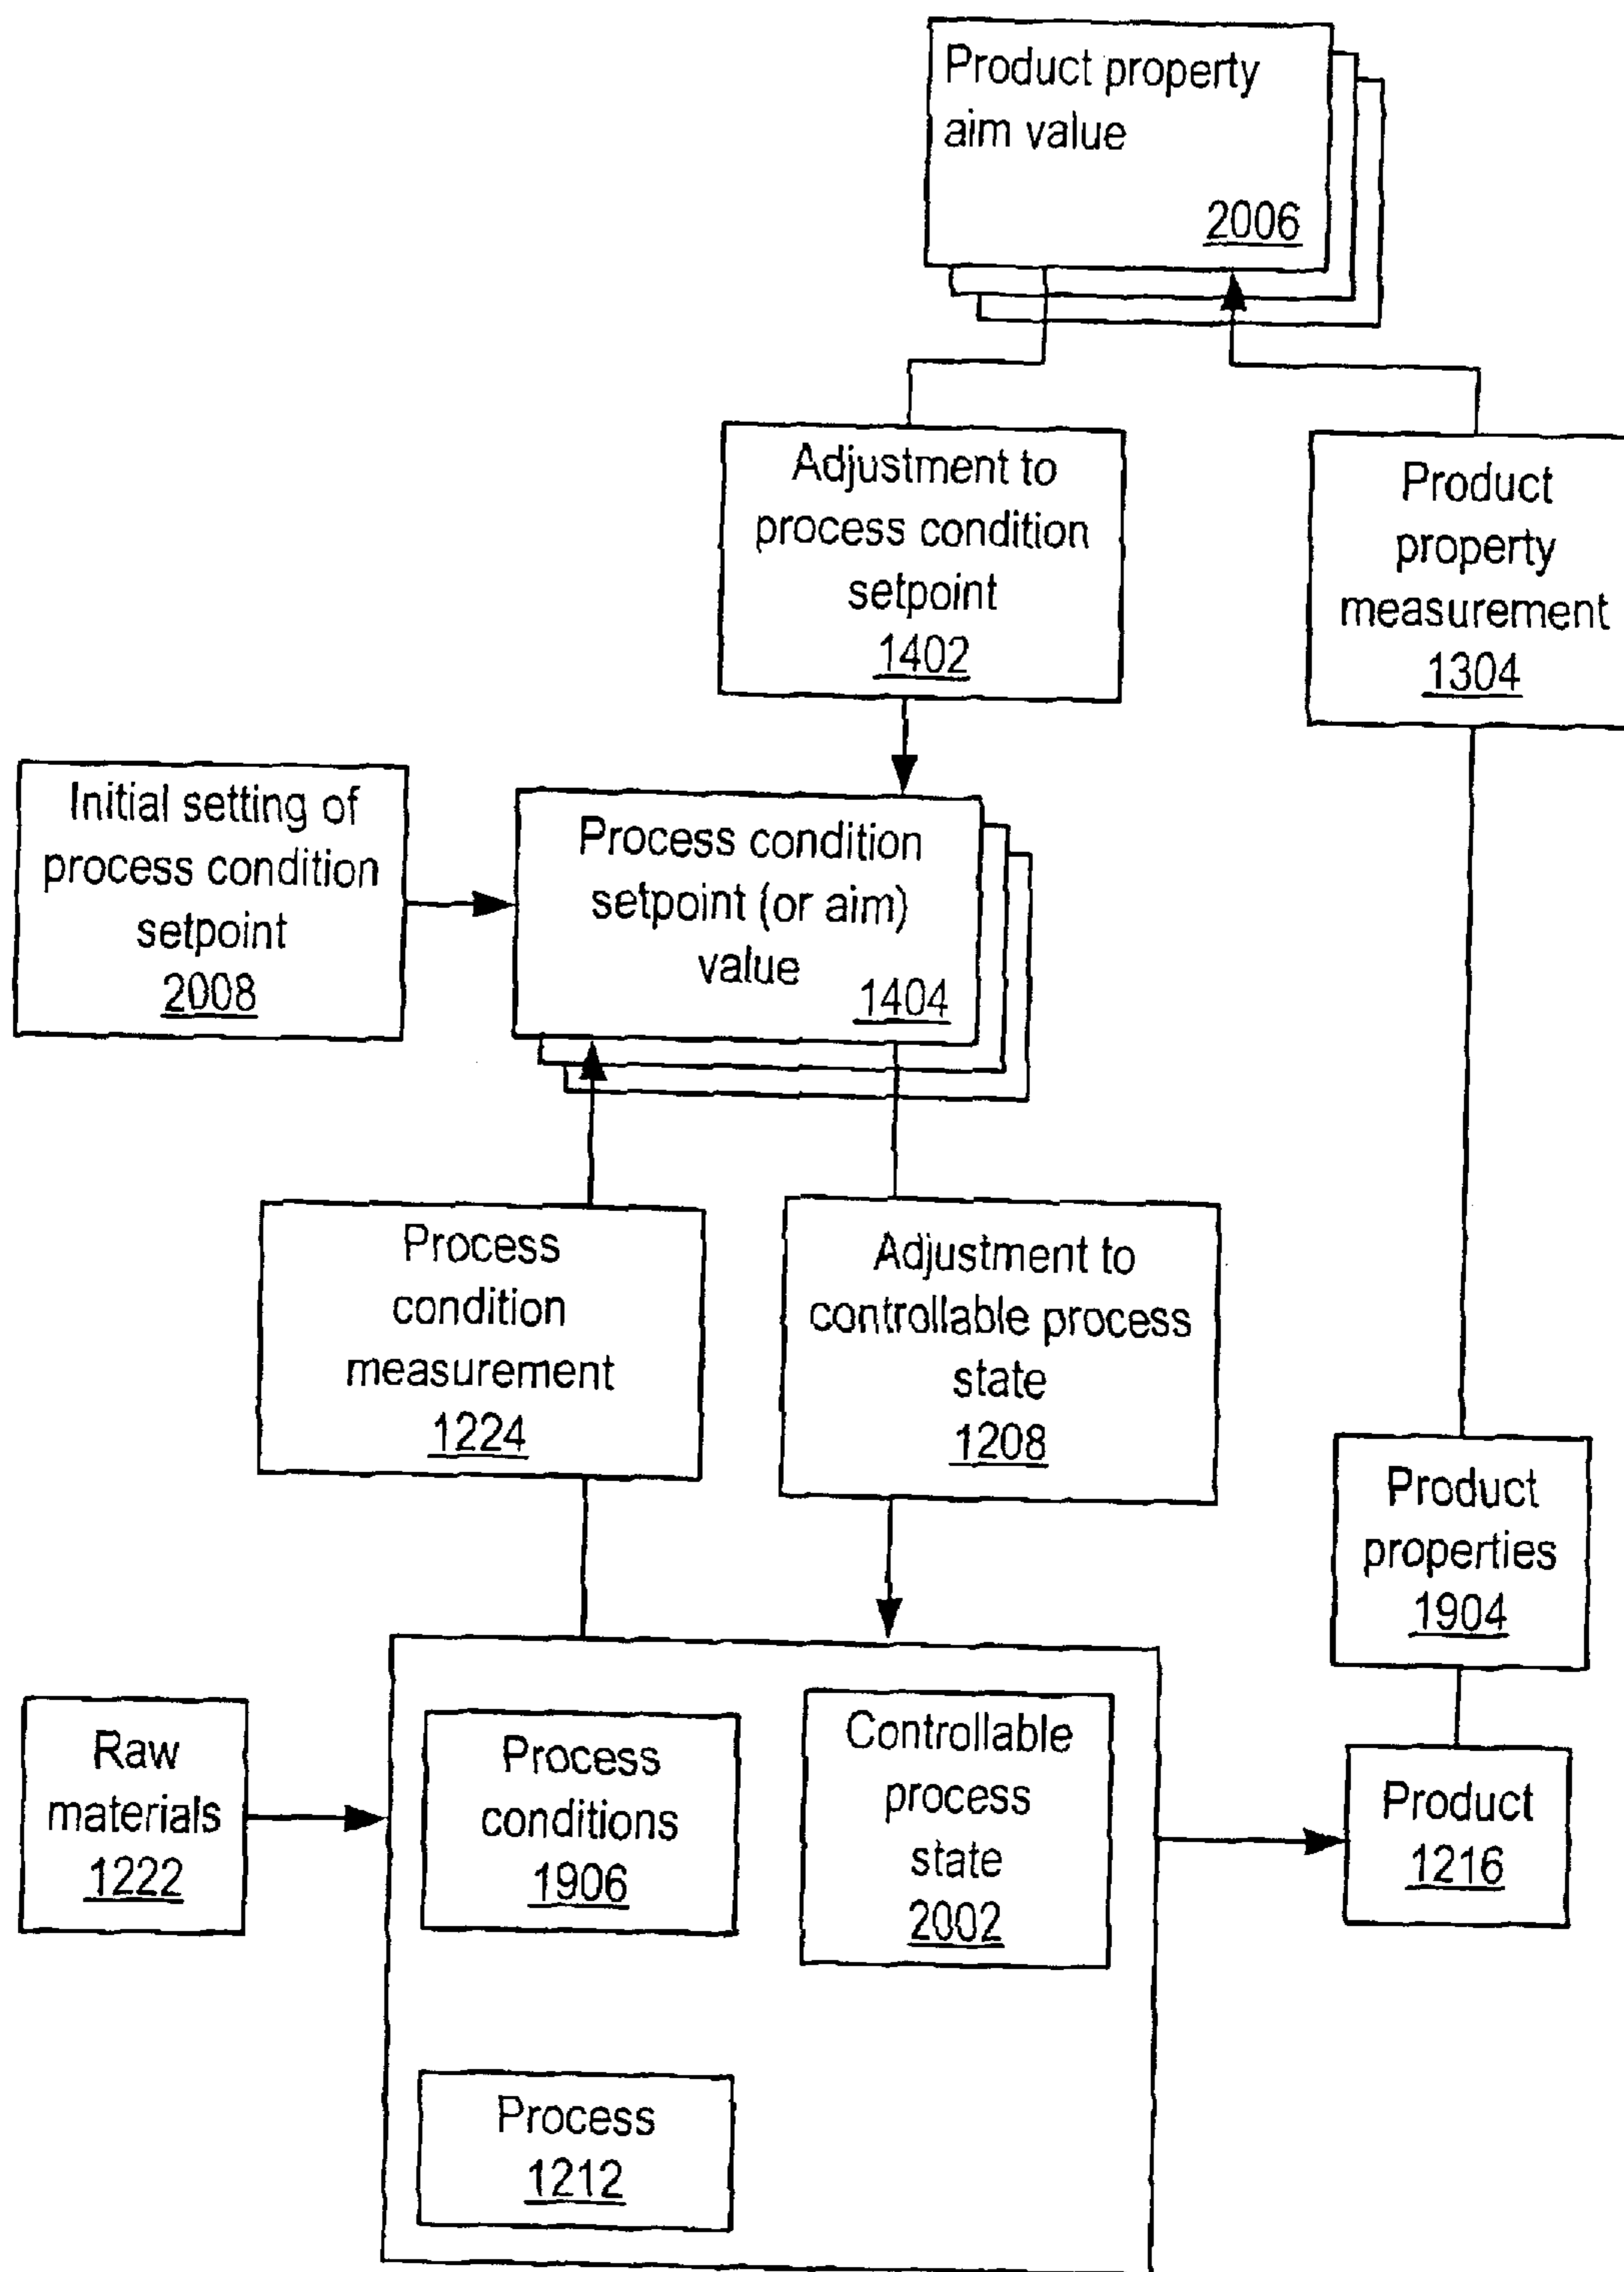 Product property
aim value
2006
Adjustment to
process condition
setpoint
1402
Product
property
measurement
1304
Initial setting of
process condition
setpoint
2008
Process condition
setpoint (or aim)
value
1404
Process
condition
measurement
1224
Adjustment to
controllable process
state
1208
Product
properties
1904
Raw
materials
1222
Process
conditions
1906
Controllable
process
state
2002
Product
1216
Process
1212